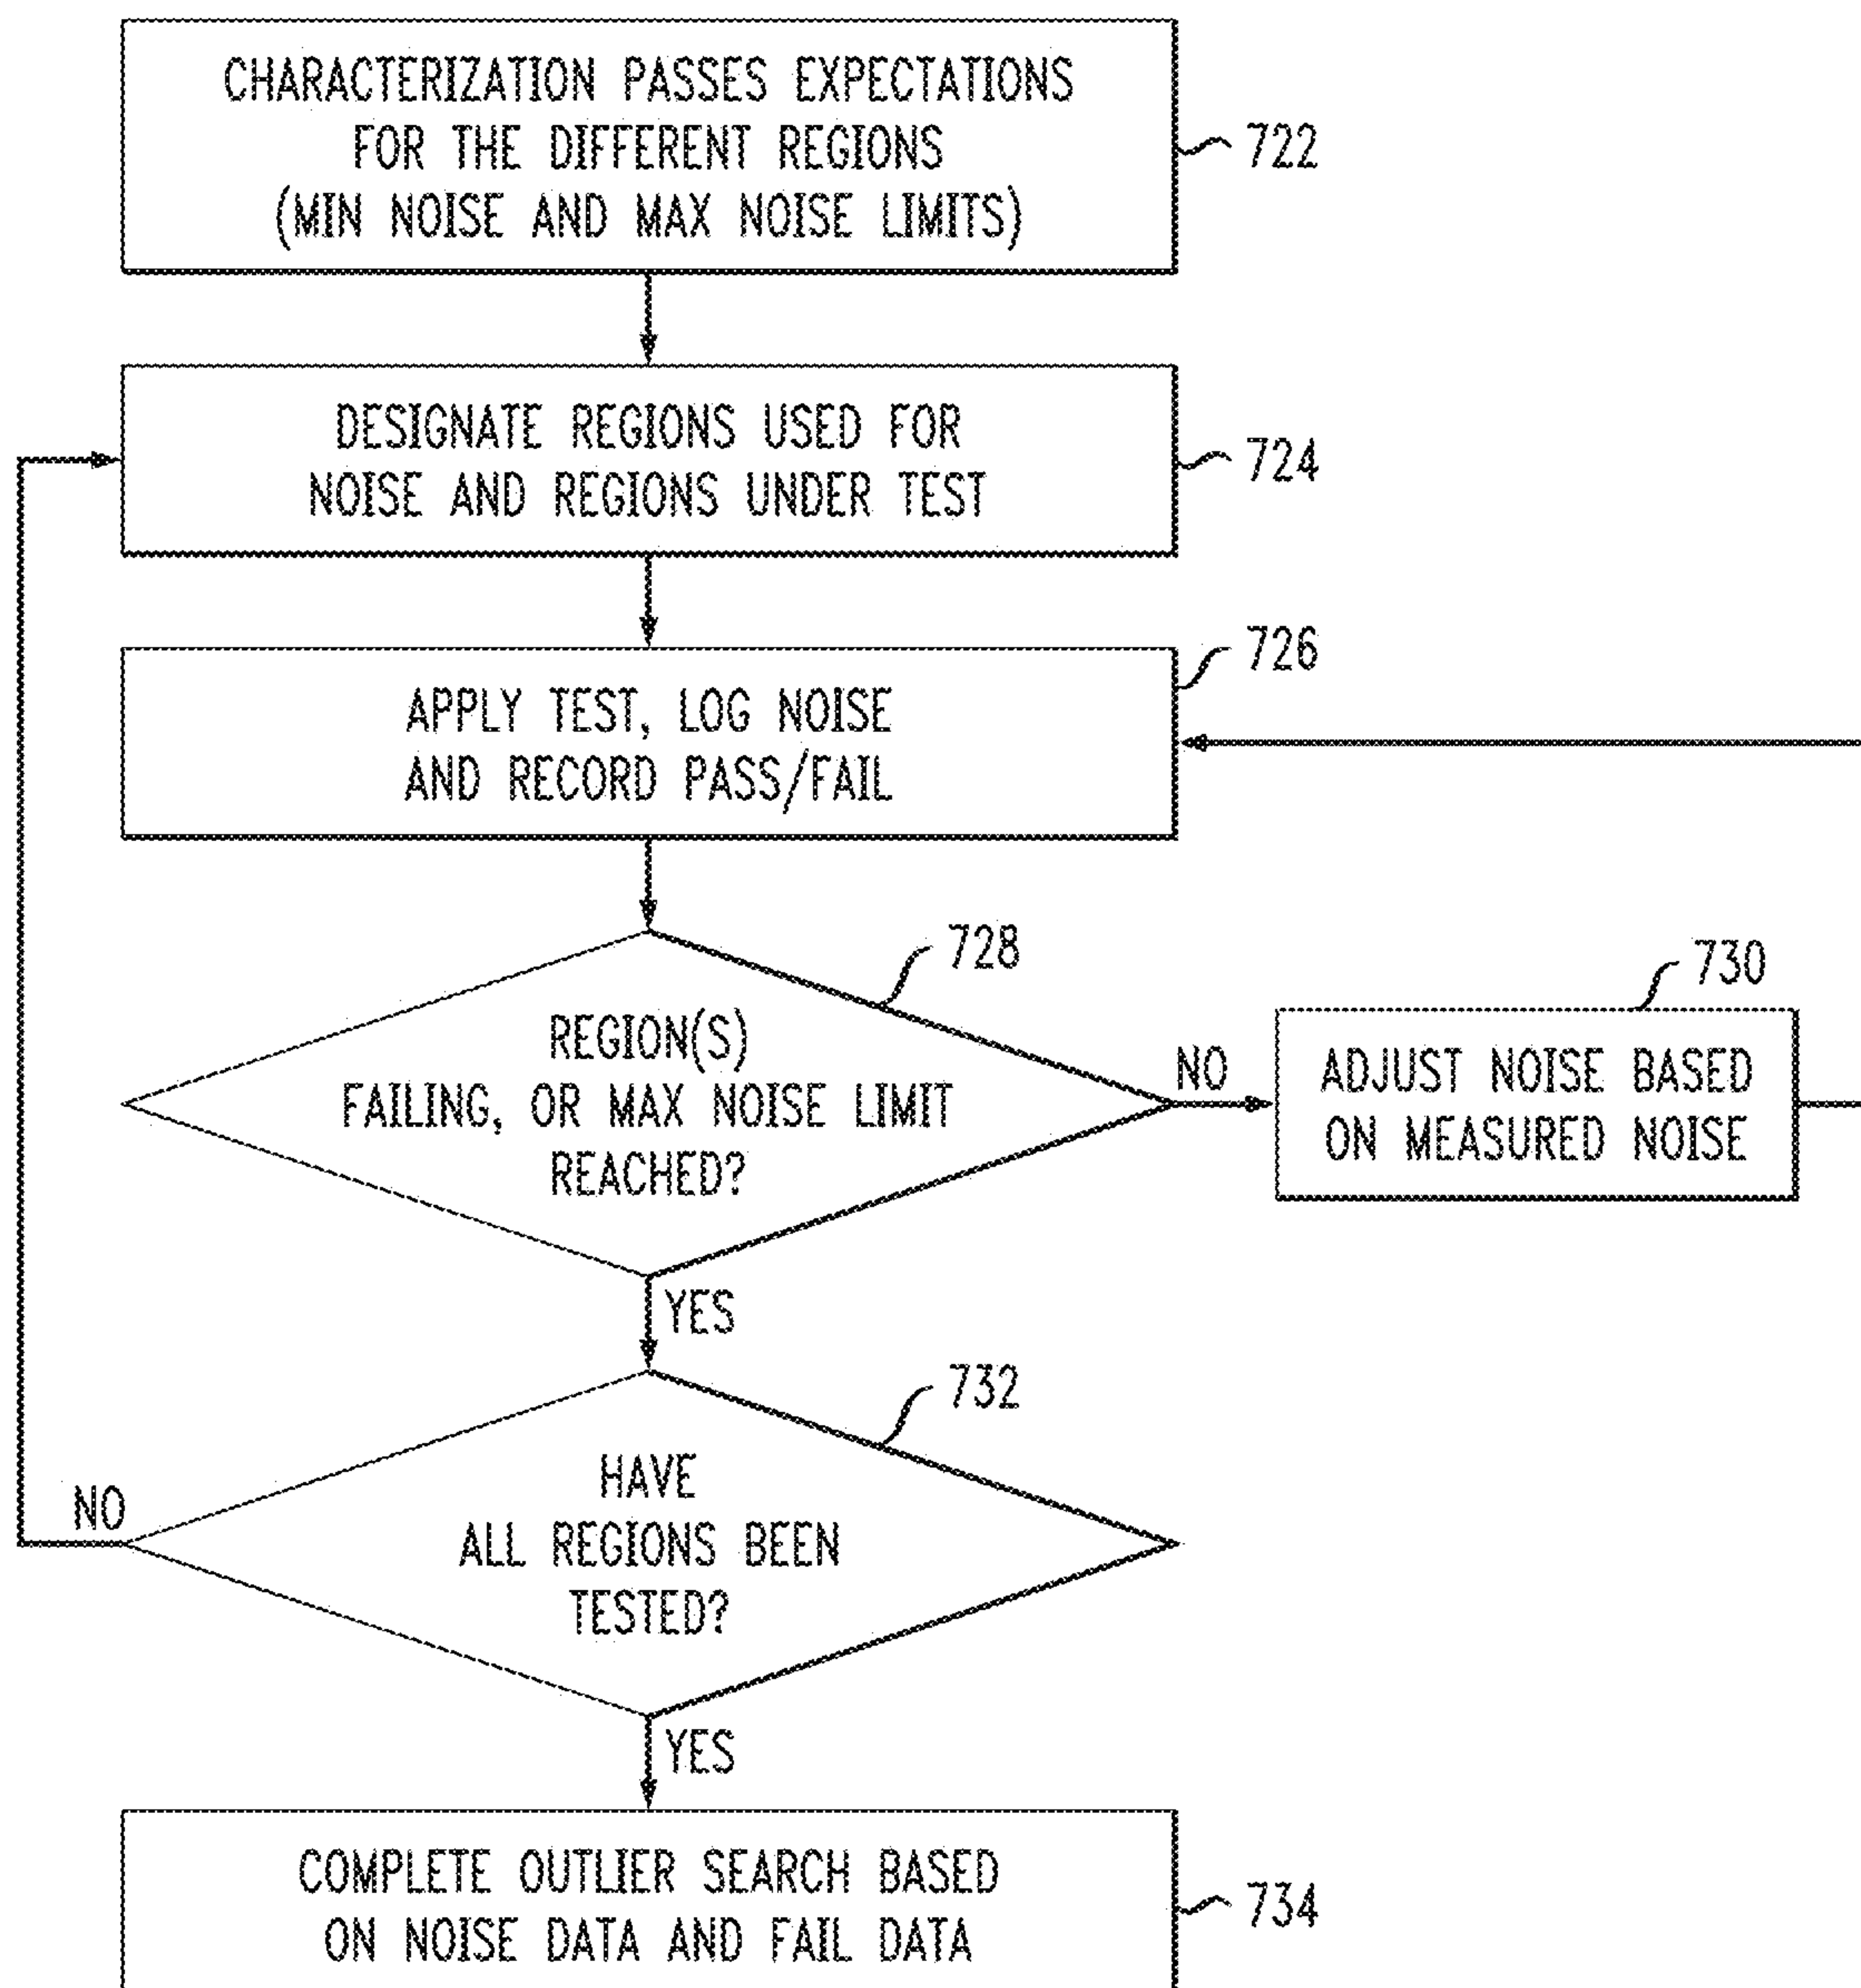 CHARACTERIZATION PASSES EXPECTATIONS
FOR THE DIFFERENT REGIONS
(MIN NOISE AND MAX NOISE LIMITS)
722
DESIGNATE REGIONS USED FOR
NOISE AND REGIONS UNDER TEST
724
726
APPLY TEST, LOG NOISE
AND RECORD PASS/FAIL
728
REGION(S)
FAILING, OR MAX NOISE LIMIT
REACHED?
NO
730
ADJUST NOISE BASED
ON MEASURED NOISE
YES
732
HAVE
ALL REGIONS BEEN
TESTED?
NO
YES
COMPLETE OUTLIER SEARCH BASED
ON NOISE DATA AND FAIL DATA
734